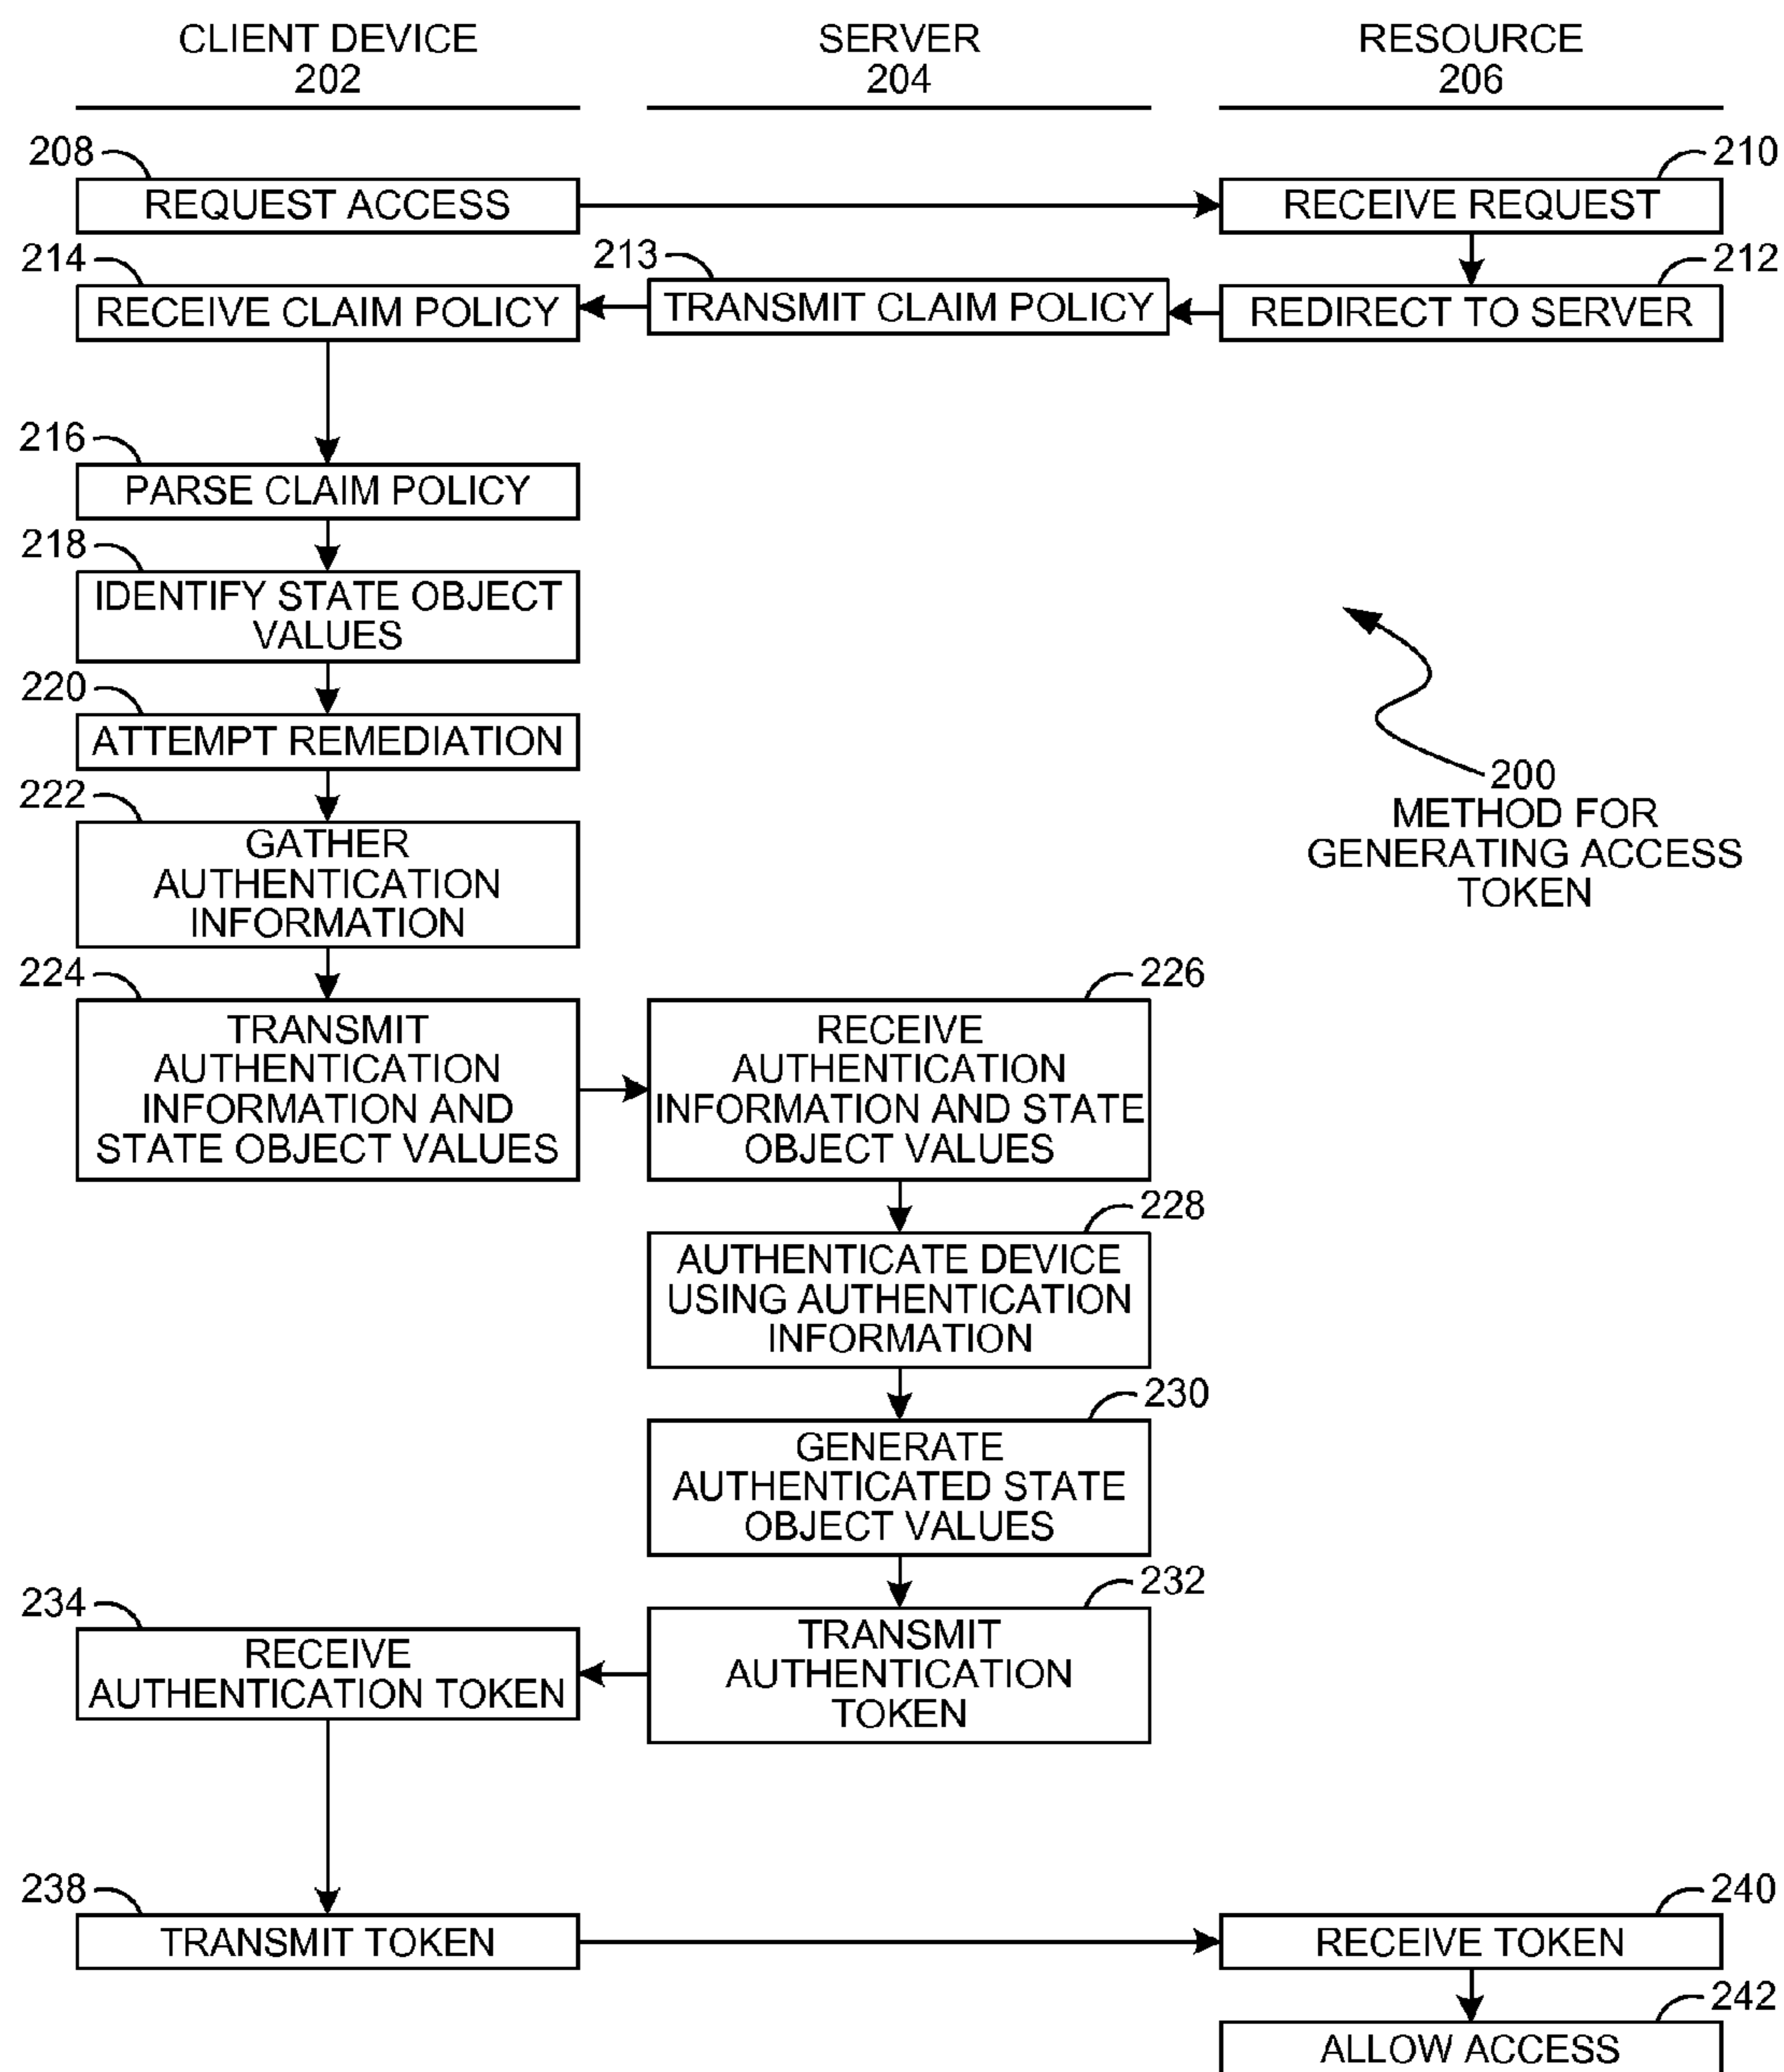 CLIENT DEVICE
202
SERVER
204
RESOURCE
206
208
REQUEST ACCESS
210
RECEIVE REQUEST
214
RECEIVE CLAIM POLICY
213
TRANSMIT CLAIM POLICY
212
REDIRECT TO SERVER
216
PARSE CLAIM POLICY
218
IDENTIFY STATE OBJECT
VALUES
220
ATTEMPT REMEDIATION
200
METHOD FOR
GENERATING ACCESS
TOKEN
222
GATHER
AUTHENTICATION
INFORMATION
224
TRANSMIT
AUTHENTICATION
INFORMATION AND
STATE OBJECT VALUES
226
RECEIVE
AUTHENTICATION
INFORMATION AND STATE
OBJECT VALUES
228
AUTHENTICATE DEVICE
USING AUTHENTICATION
INFORMATION
230
GENERATE
AUTHENTICATED STATE
OBJECT VALUES
232
TRANSMIT
AUTHENTICATION
TOKEN
234
RECEIVE
AUTHENTICATION TOKEN
238
TRANSMIT TOKEN
240
RECEIVE TOKEN
242
ALLOW ACCESS